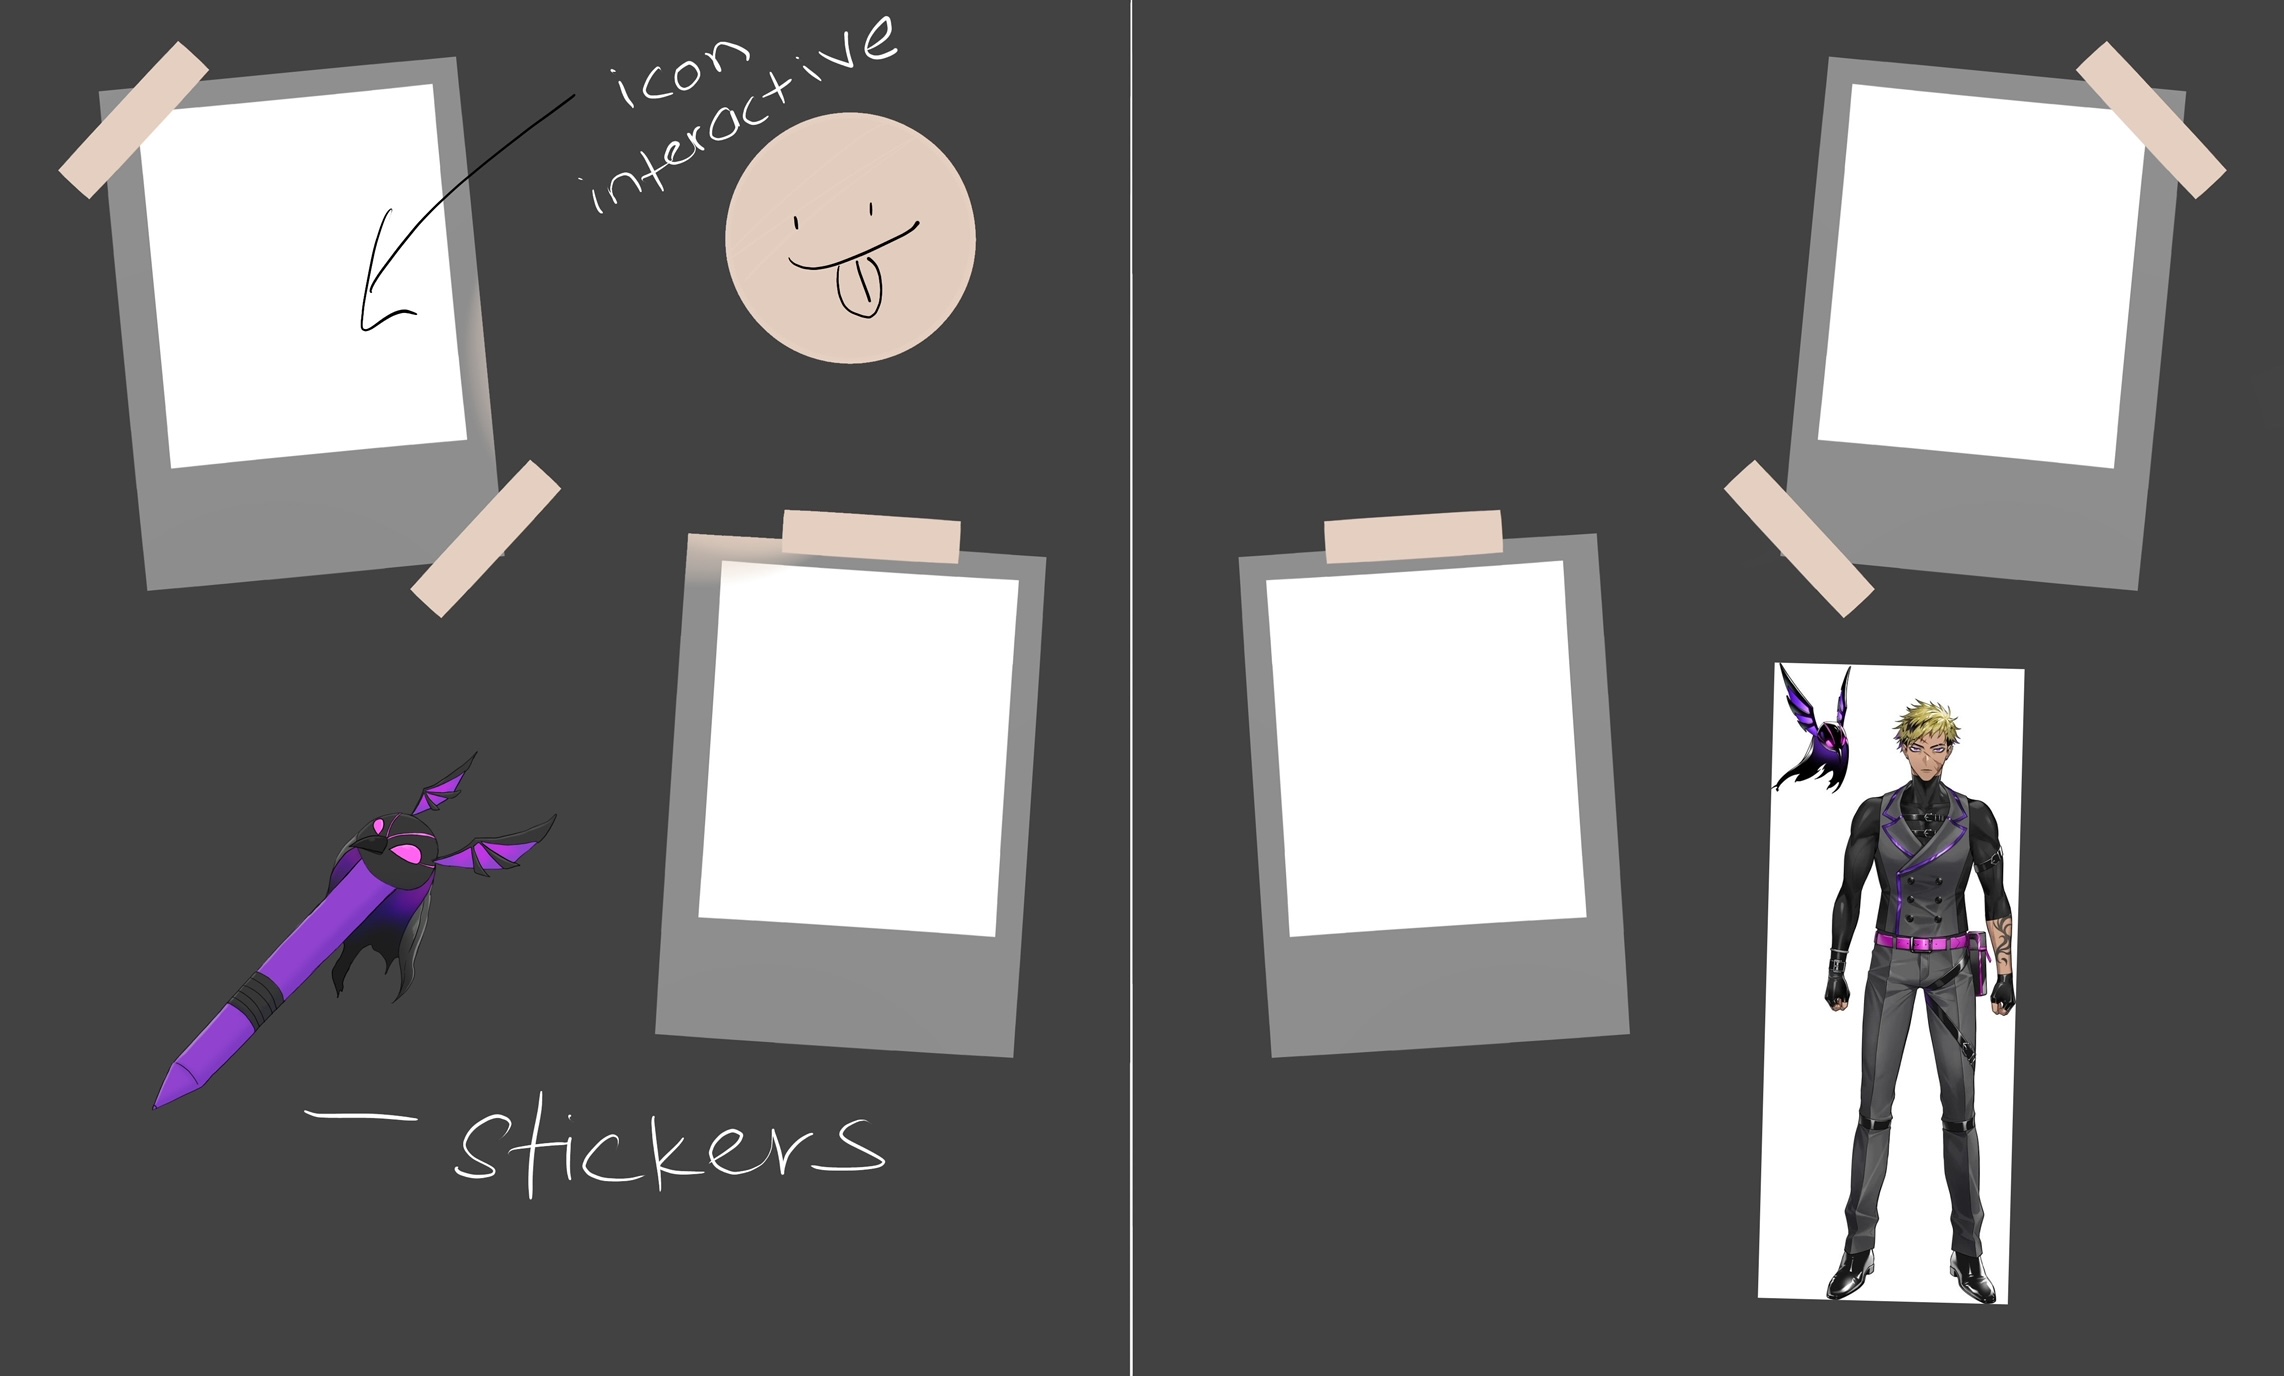 icon
interactive
— stickers